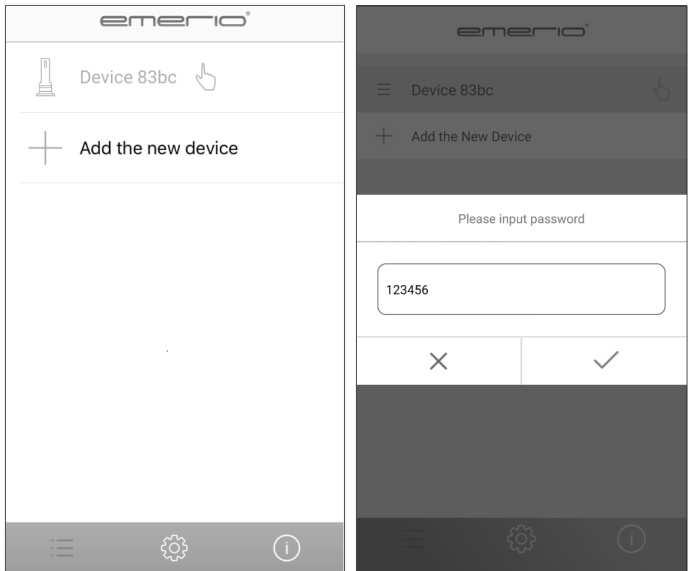 emerio®
Device 83bc
Add the new device
emerio®
Device 83bc
Add the New Device
Please input password
123456